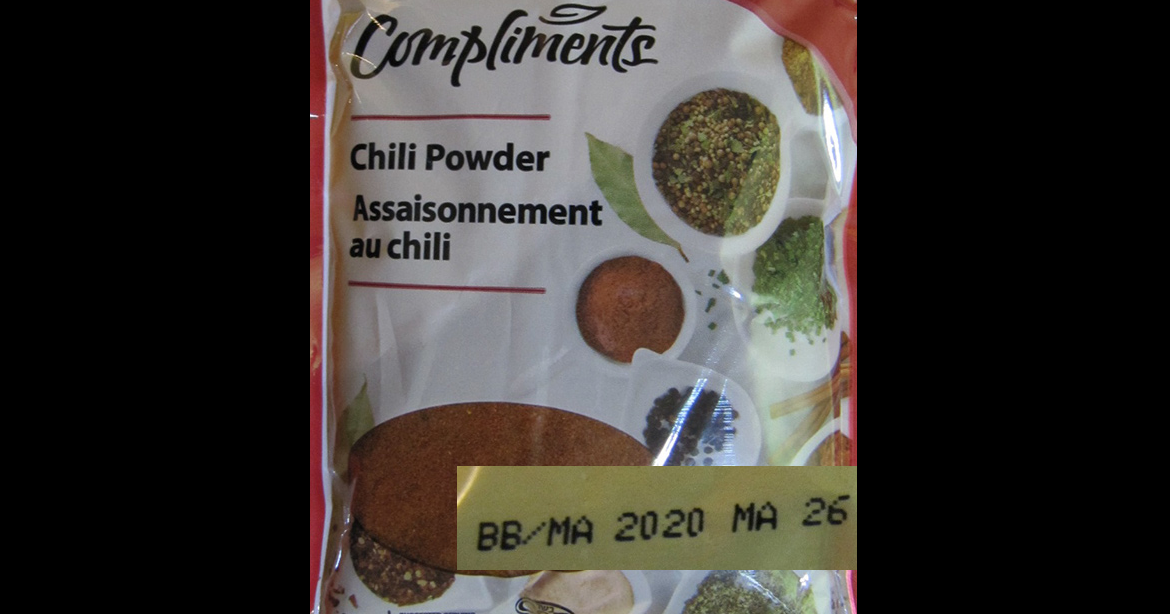 Compliments
Chili Powder
Assaisonnement
au chili
BB/MA 2020 MA 26